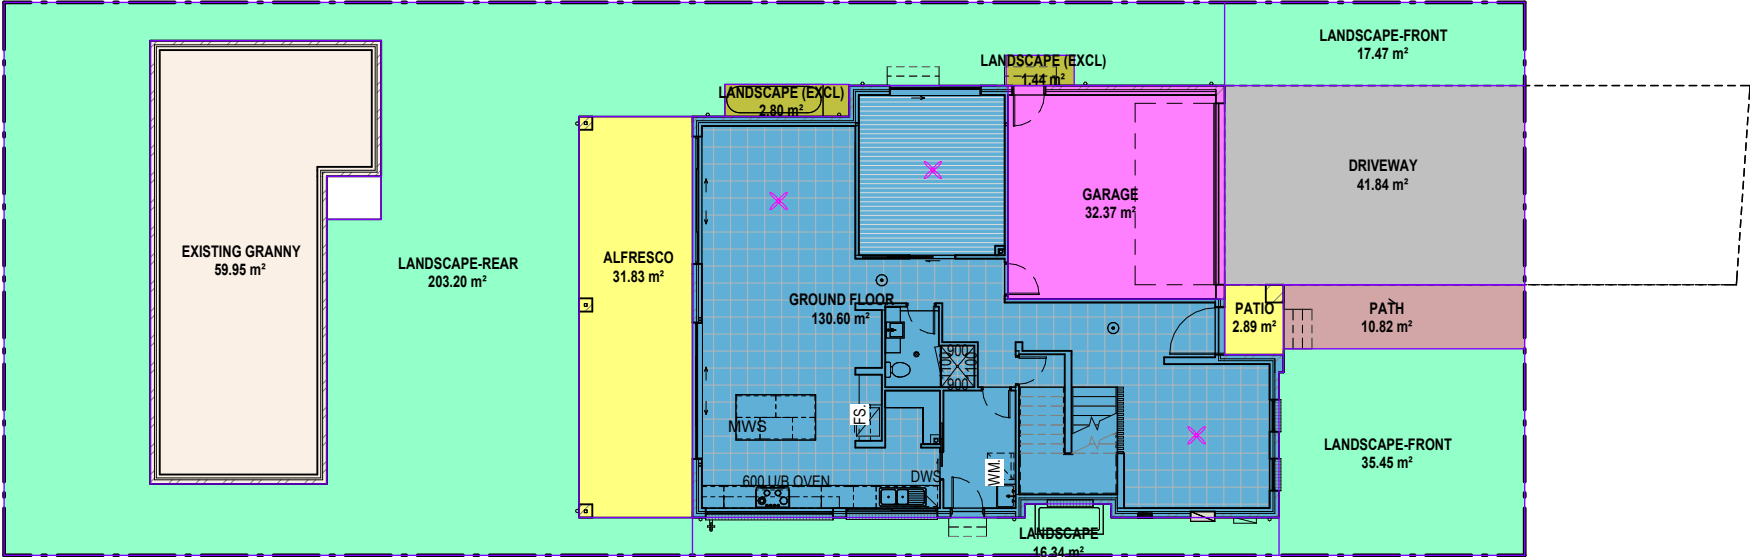 LANDSCAPE-FRONT
17.47 m²
LANDSCAPE (EXCL)
1.44 m²
LANDSCAPE (EXCL)
2.80 m²
DRIVEWAY
41.84 m²
GARAGE
32.37 m²
EXISTING GRANNY
59.95 m²
LANDSCAPE-REAR
203.20 m²
ALFRESCO
31.83 m²
GROUND FLOOR
130.60 m²
PATIO
2.89 m²
PATH
10.82 m²
900
900
FS.
MWS
LANDSCAPE-FRONT
35.45 m²
WM.
DWS
600 U/B OVEN
LANDSCAPE
16.34 m²